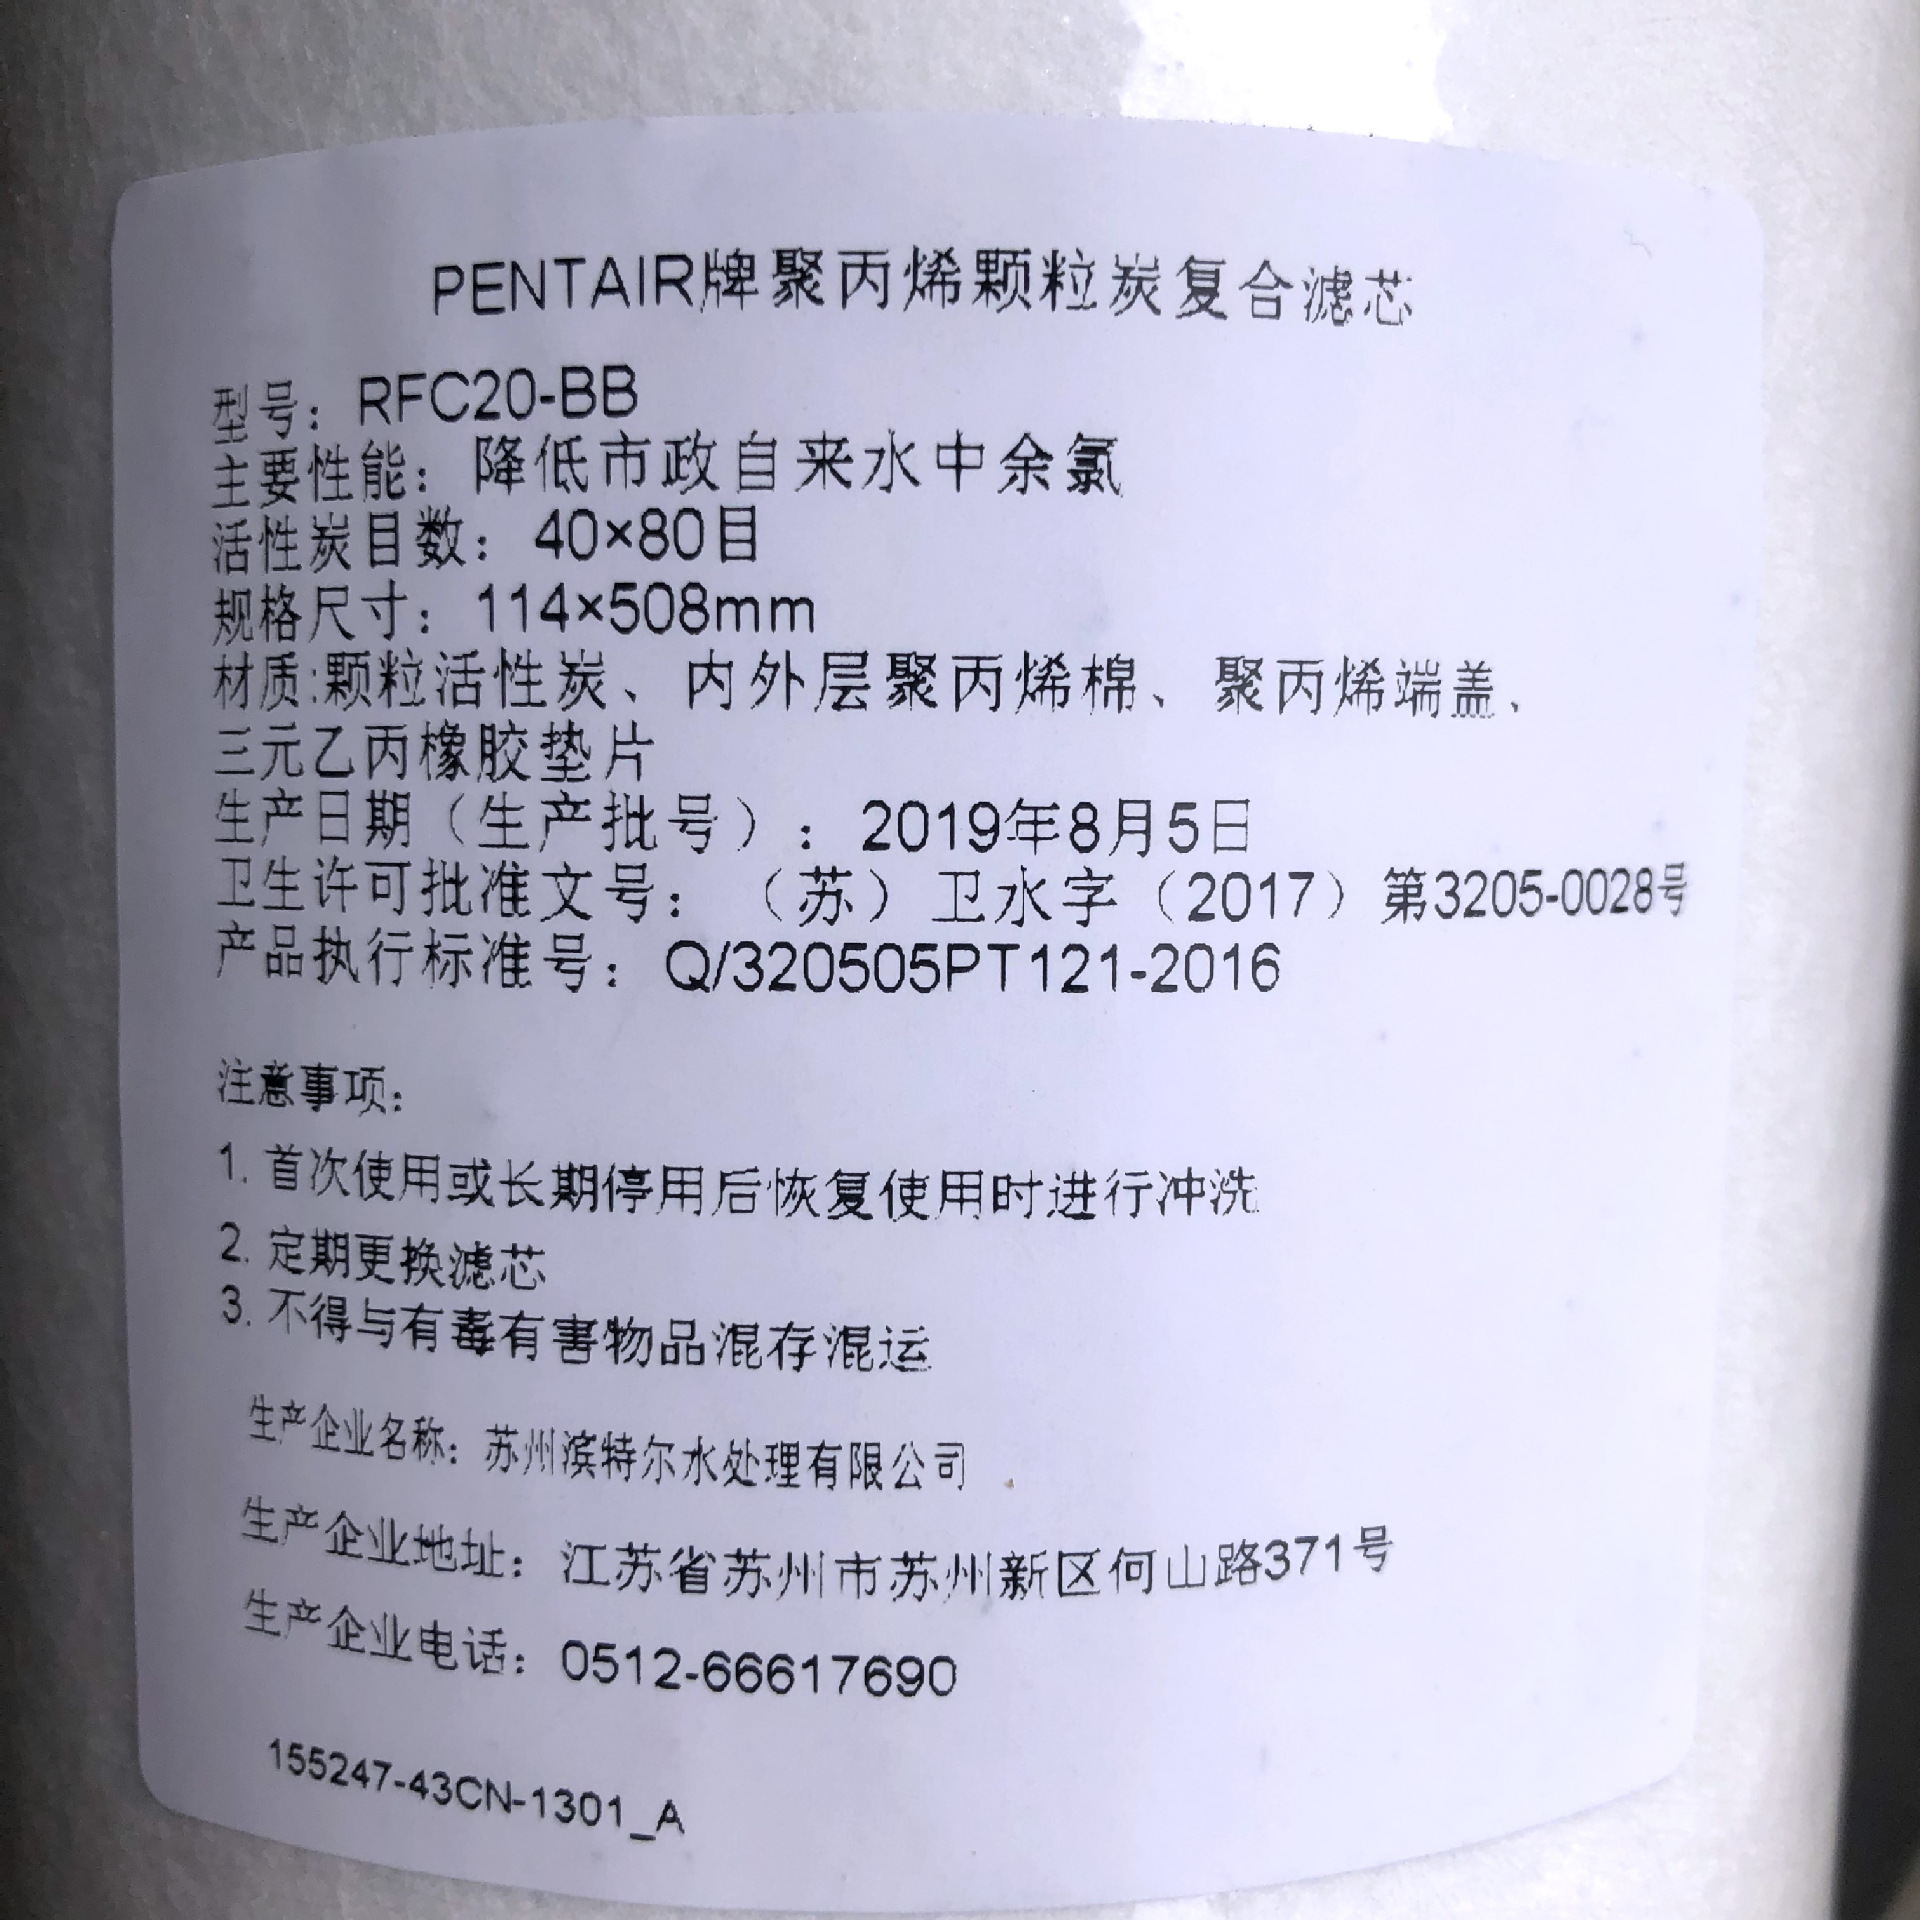 PENTAIR牌聚丙烯颗粒炭复合滤芯
型号：RFC20-BB
主要性能：降低市政自来水中余氯
活性炭目数：40×80目
规格尺寸：114×508mm
材质:颗粒活性炭、内外层聚丙烯棉、聚丙烯端盖、
三元乙丙橡胶垫片
生产日期（生产批号）：2019年8月5日
卫生许可批准文号：（苏）卫水字（2017）第3205-0028号
产品执行标准号：Q/320505PT121-2016
注意事项：
1. 首次使用或长期停用后恢复使用时进行冲洗
2. 定期更换滤芯
3. 不得与有毒有害物品混存混运
生产企业名称：苏州滨特尔水处理有限公司
生产企业地址：江苏省苏州市苏州新区何山路371号
生产企业电话：0512-66617690
155247-43CN-1301_A